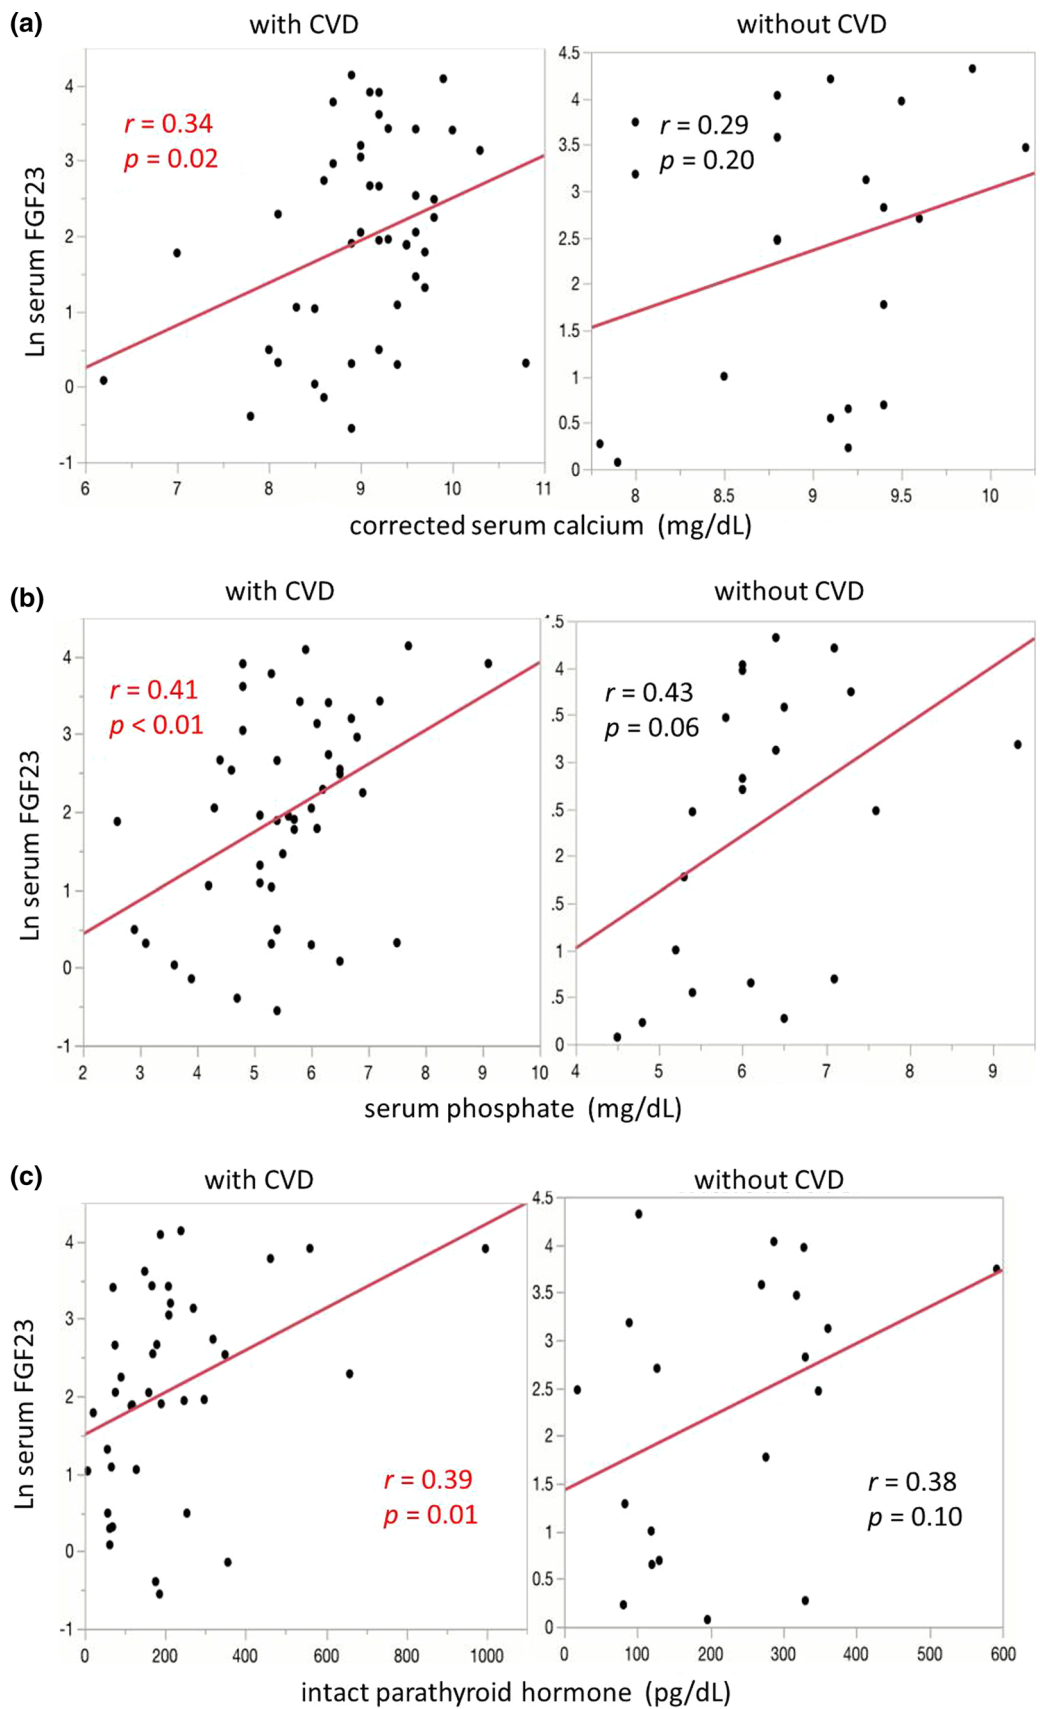 (a)
with CVD
without CVD
r = 0.34
p = 0.02
r = 0.29
p = 0.20
Ln serum FGF23
4
3
2
1
0
-1
6 7 8 9 10 11
4.5
4
3.5
3
2.5
2
1.5
1
0.5
0
8 8.5 9 9.5 10
corrected serum calcium (mg/dL)
(b)
with CVD
without CVD
r = 0.41
p < 0.01
r = 0.43
p = 0.06
Ln serum FGF23
4
3
2
1
0
-1
2 3 4 5 6 7 8 9 10
.5
4
.5
3
.5
2
.5
1
.5
0
4 5 6 7 8 9
serum phosphate (mg/dL)
(c)
with CVD
without CVD
r = 0.39
p = 0.01
r = 0.38
p = 0.10
Ln serum FGF23
4
3
2
1
0
-1
0 200 400 600 800 1000
4.5
4
3.5
3
2.5
2
1.5
1
0.5
0
0 100 200 300 400 500 600
intact parathyroid hormone (pg/dL)